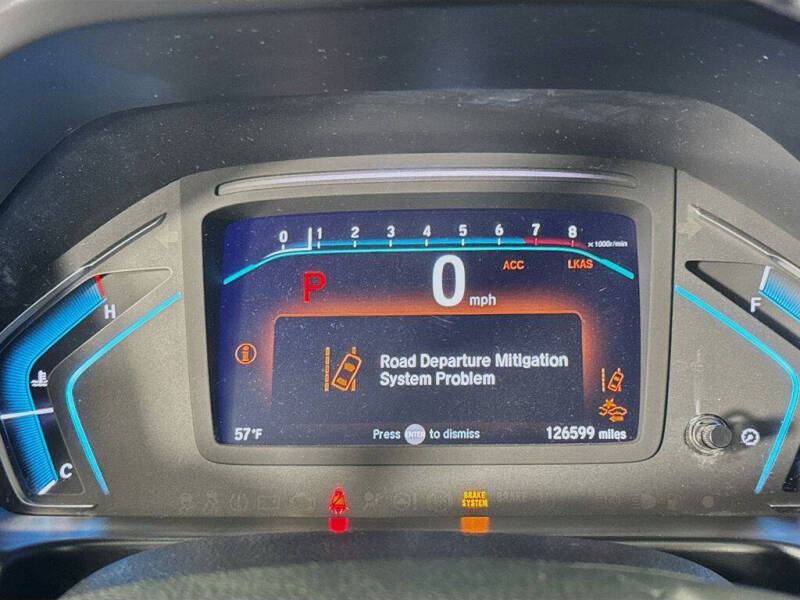 0 1 2 3 4 5 6 7 8 x1000r/min
ACC LKAS
P 0 mph
H
F
Road Departure Mitigation
System Problem
C
57°F Press ENTER to dismiss 126599 miles
BRAKE
SYSTEM
BRAKE